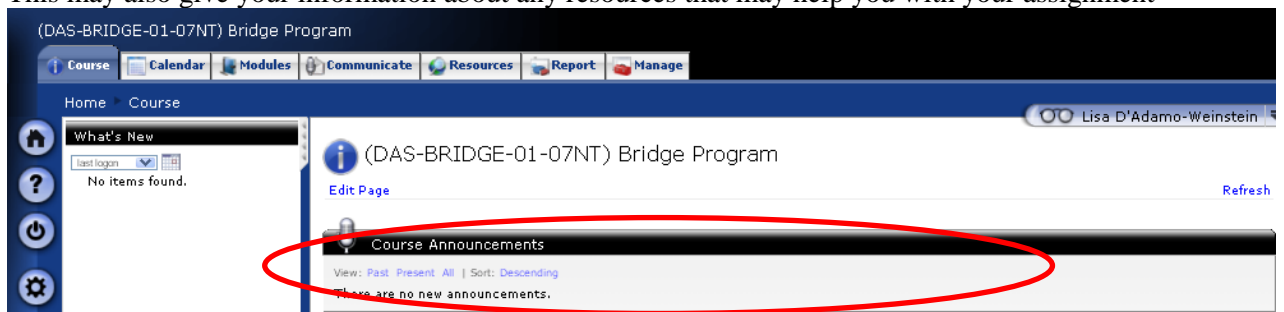 This may also give your information about any resources that may help you with your assignment
(DAS-BRIDGE-01-07NT) Bridge Program
Course Calendar Modules Communicate Resources Report Manage
Home Course
Lisa D'Adamo-Weinstein
What's New
last logon
No items found.
(DAS-BRIDGE-01-07NT) Bridge Program
Edit Page Refresh
Course Announcements
View: Past Present All | Sort: Descending
There are no new announcements.